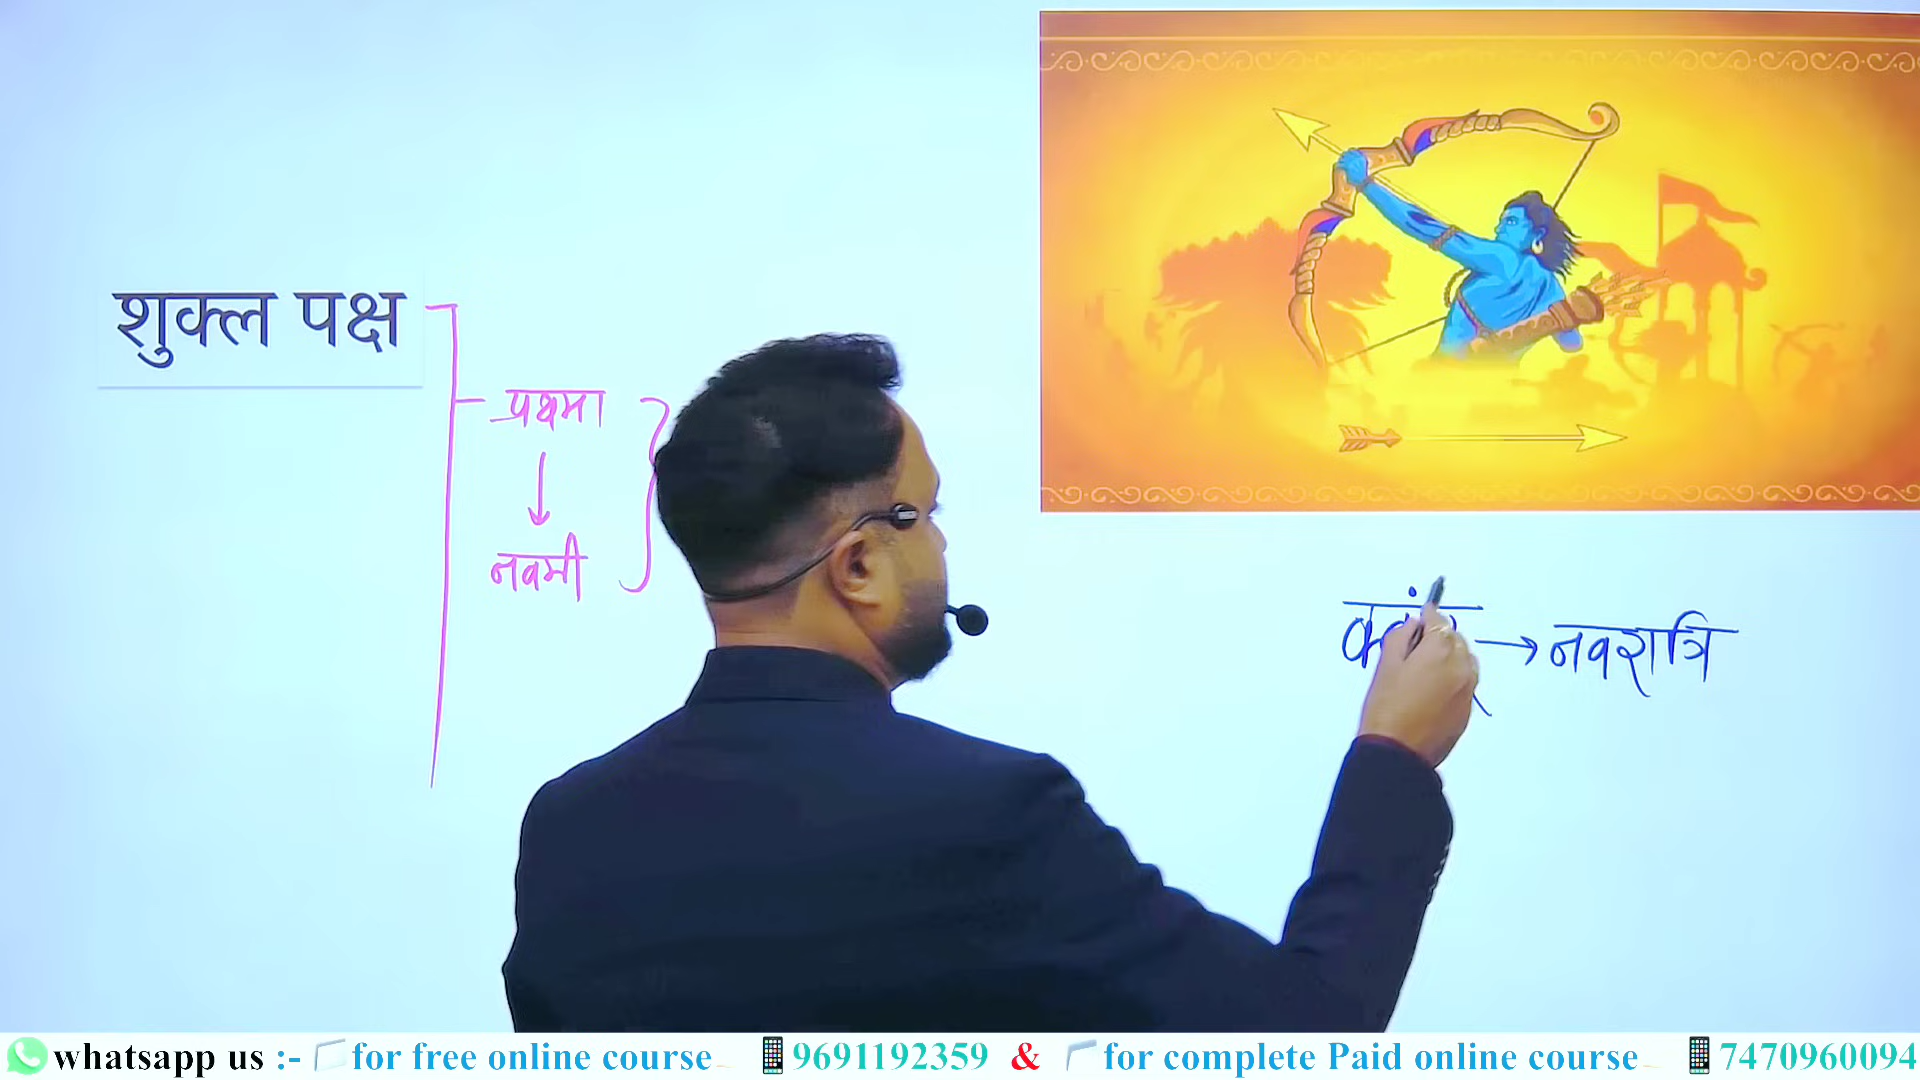 शुक्ल पक्ष
प्रथमा
↓
नवमी
→ नवरात्रि
whatsapp us :- for free online course 9691192359 & for complete Paid online course 7470960094